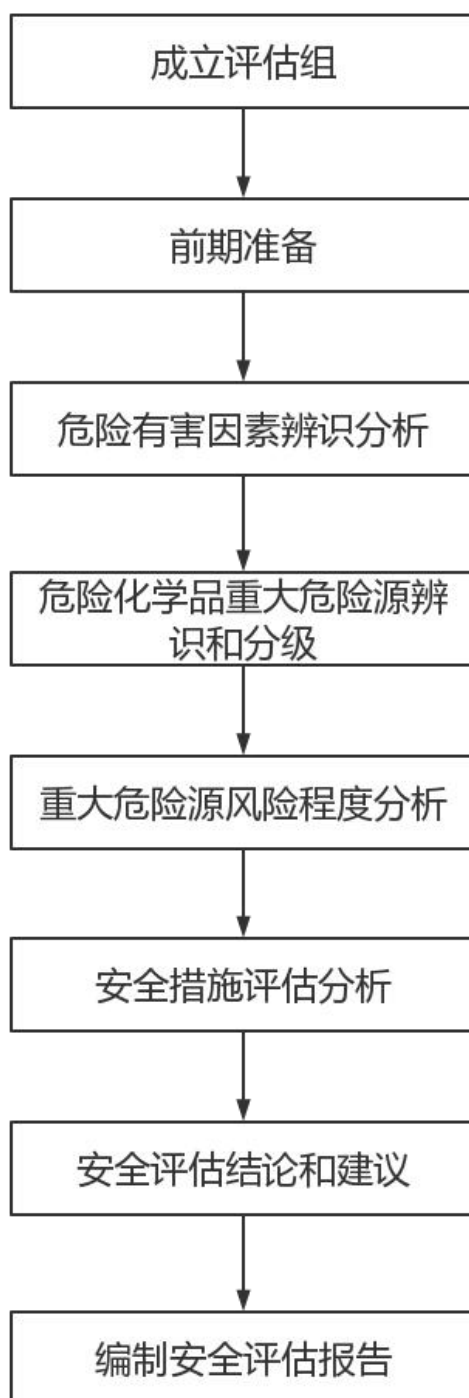 成立评估组
前期准备
危险有害因素辨识分析
危险化学品重大危险源辨
识和分级
重大危险源风险程度分析
安全措施评估分析
安全评估结论和建议
编制安全评估报告